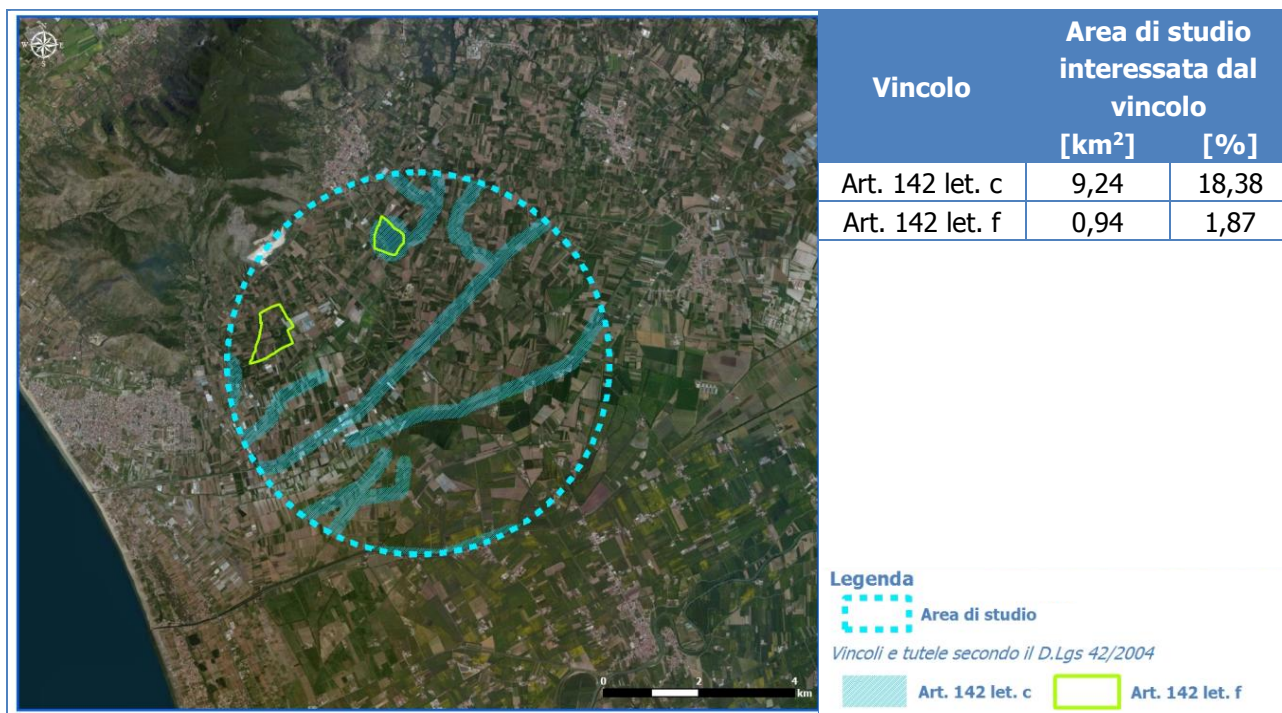 N
W E
S
0 2 4
km
Vincolo
Area di studio
interessata dal
vincolo
[km²] [%]
Art. 142 let. c 9,24 18,38
Art. 142 let. f 0,94 1,87
Legenda
Area di studio
Vincoli e tutele secondo il D.Lgs 42/2004
Art. 142 let. c Art. 142 let. f